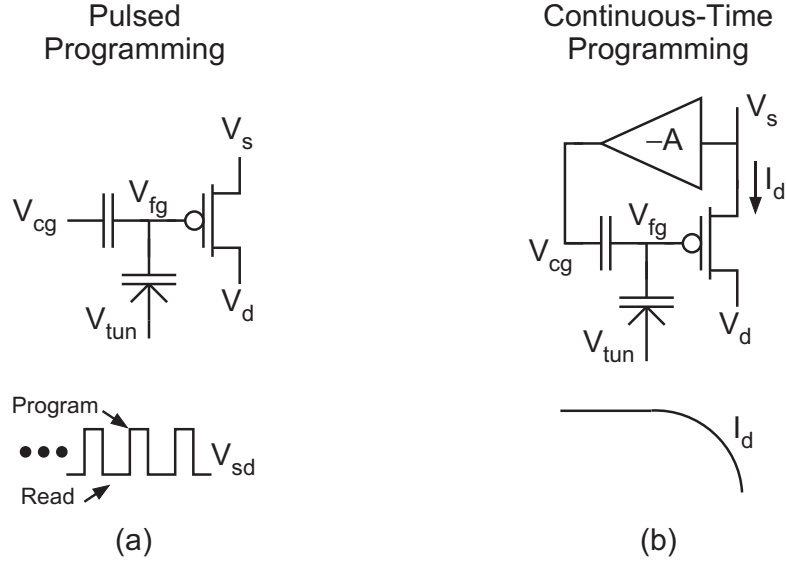 Pulsed
Programming
V_s
V_fg
V_cg
V_tun
V_d
Program
V_sd
Read
(a)
Continuous-Time
Programming
V_s
–A
I_d
V_fg
V_cg
V_tun
V_d
I_d
(b)